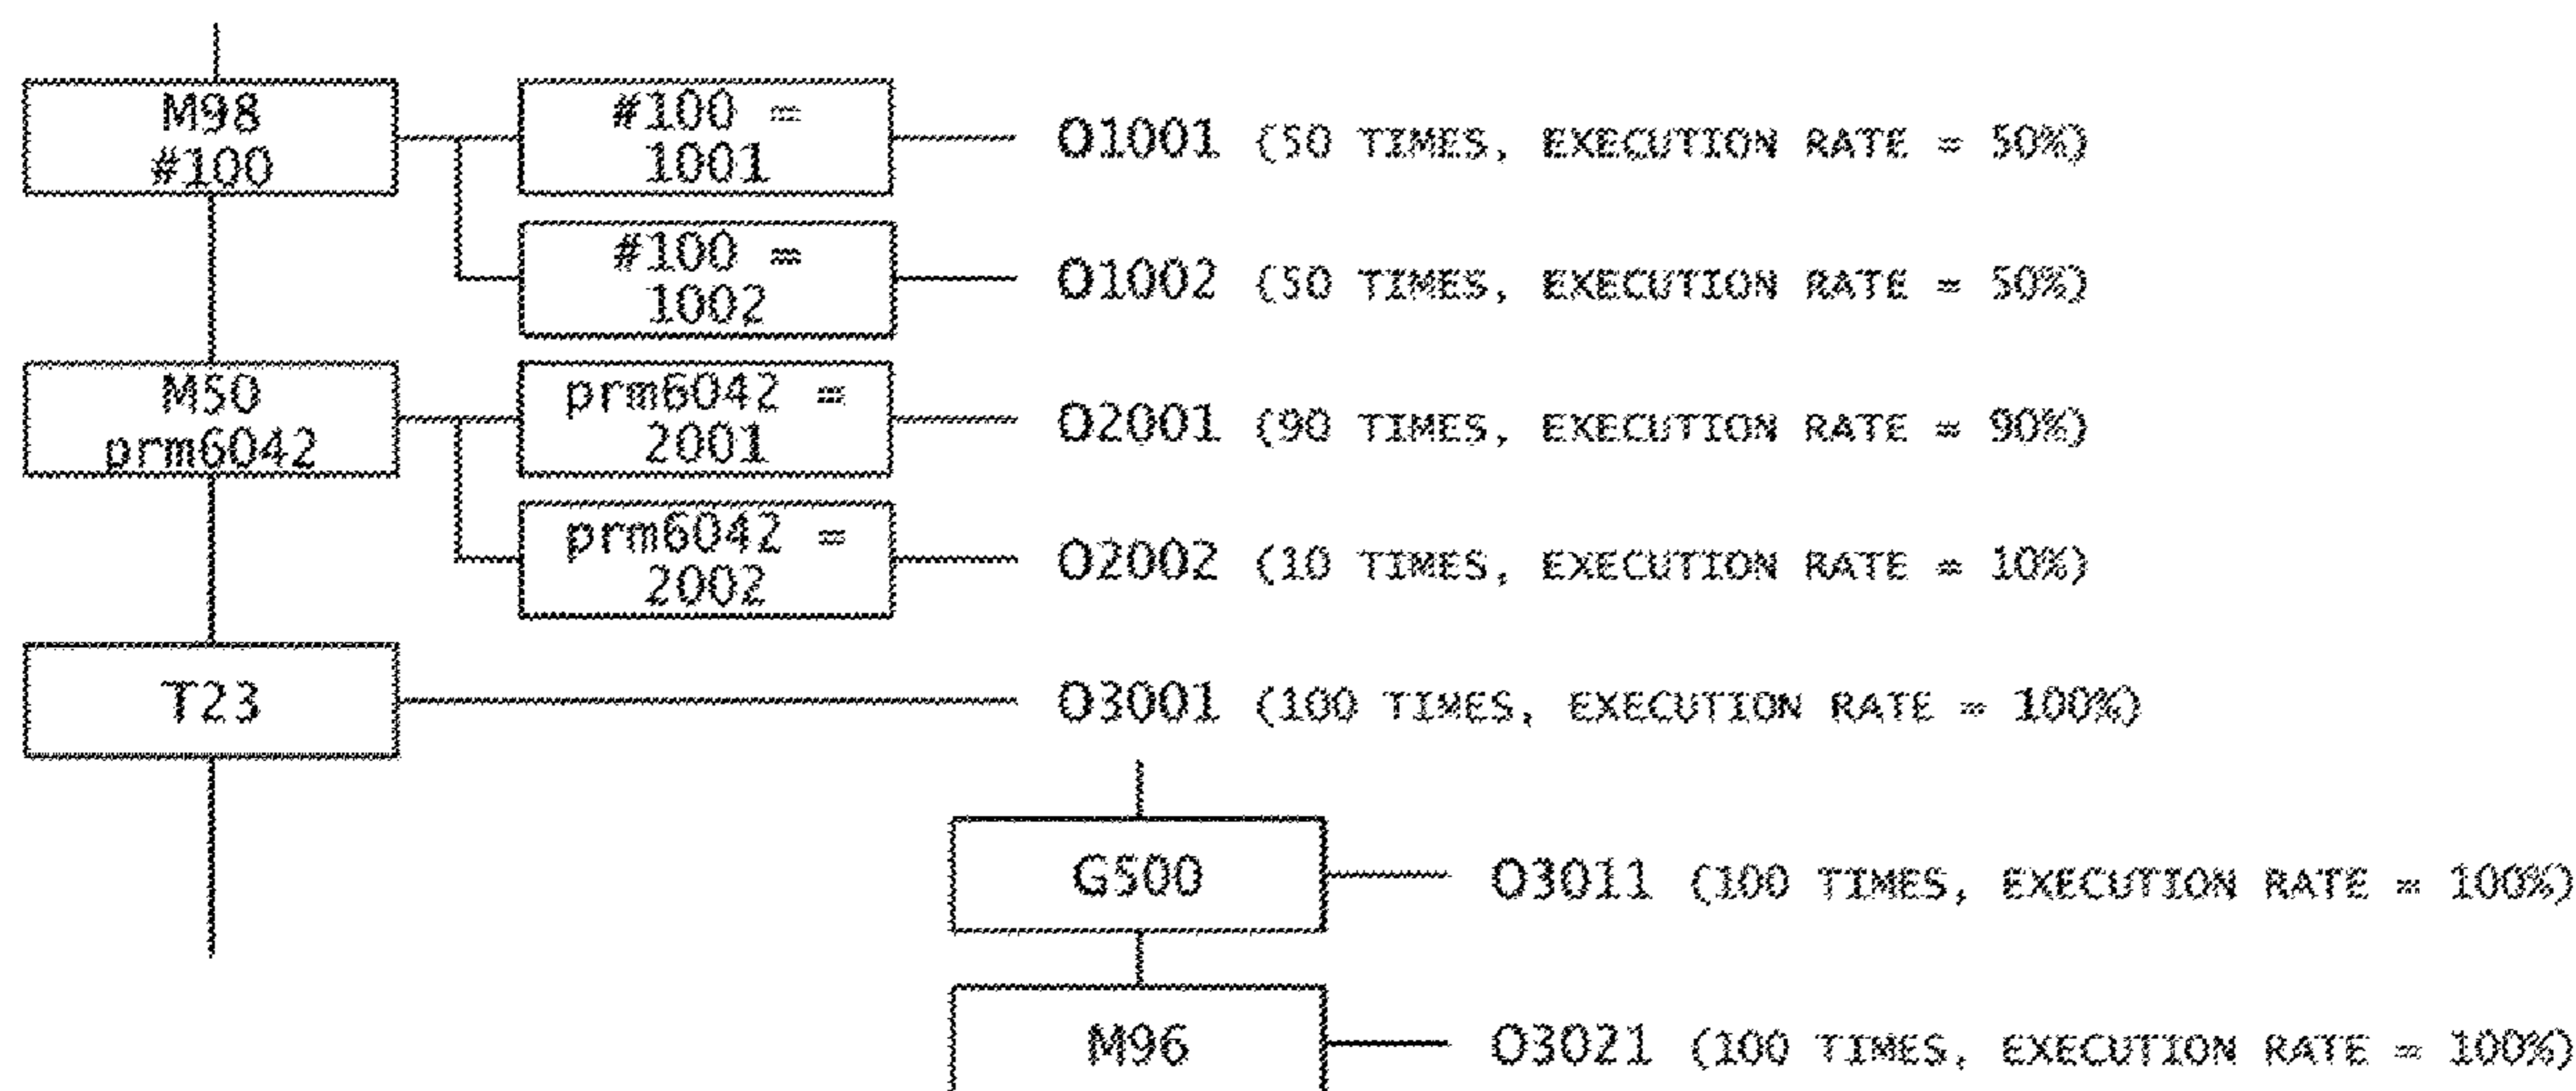 M98
#100
#100 =
1001
O1001 (50 TIMES, EXECUTION RATE = 50%)
#100 =
1002
O1002 (50 TIMES, EXECUTION RATE = 50%)
M50
prm6042
prm6042 =
2001
O2001 (90 TIMES, EXECUTION RATE = 90%)
prm6042 =
2002
O2002 (10 TIMES, EXECUTION RATE = 10%)
T23
O3001 (100 TIMES, EXECUTION RATE = 100%)
G500
O3011 (100 TIMES, EXECUTION RATE = 100%)
M96
O3021 (100 TIMES, EXECUTION RATE = 100%)